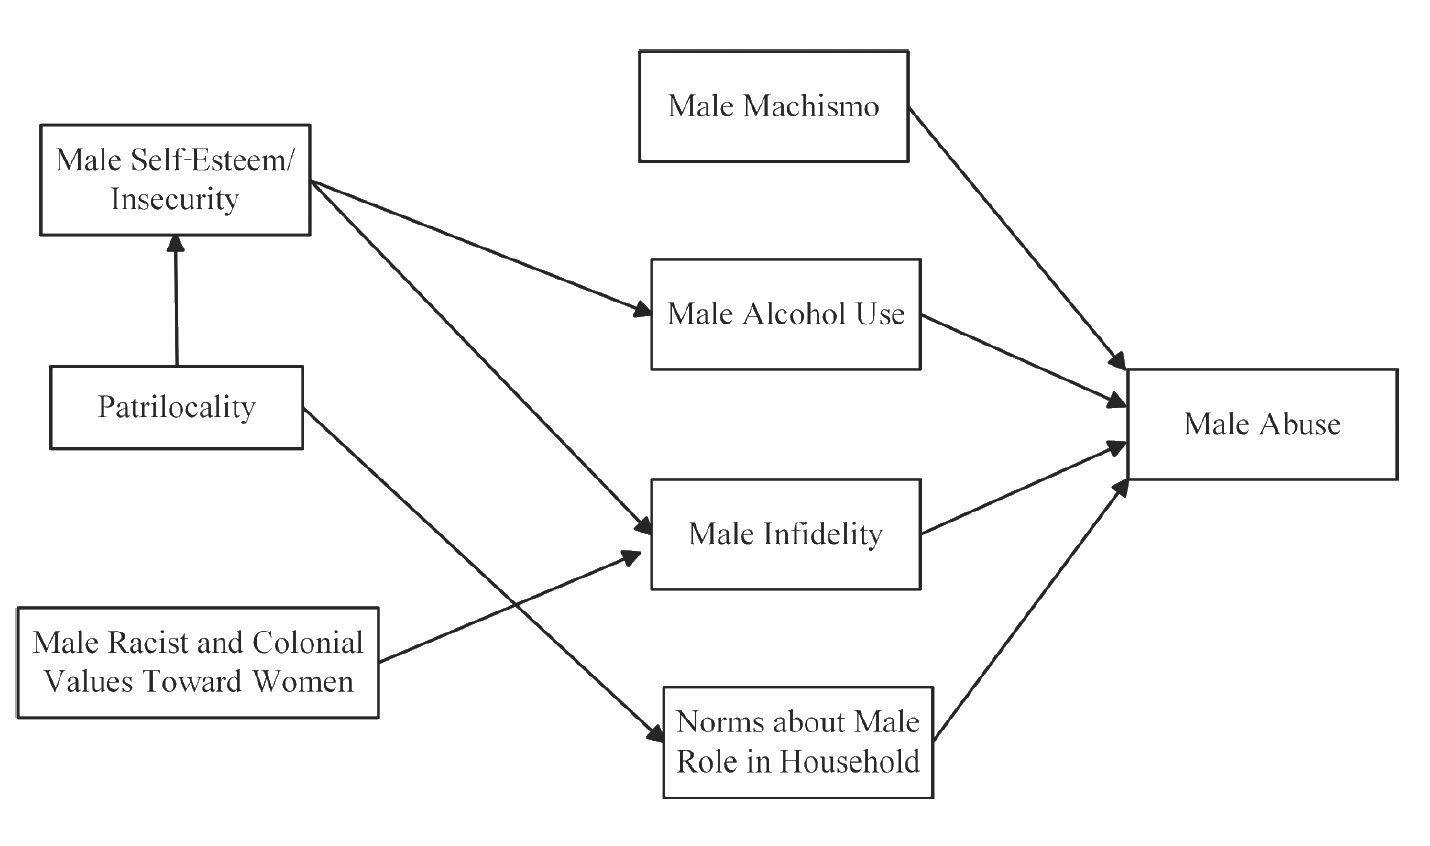 Male Machismo
Male Self-Esteem/
Insecurity
Male Alcohol Use
Patrilocality
Male Abuse
Male Infidelity
Male Racist and Colonial
Values Toward Women
Norms about Male
Role in Household